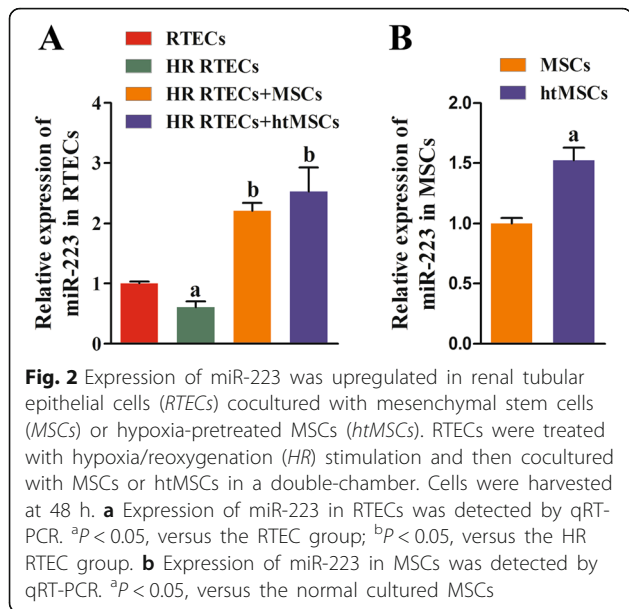 A
RTECs
HR RTECs
HR RTECs+MSCs
HR RTECs+htMSCs
Relative expression of
miR-223 in RTECs
4
3
2
1
0
a
b
b
B
MSCs
htMSCs
Relative expression of
miR-223 in MSCs
2.0
1.5
1.0
0.5
0.0
a
Fig. 2 Expression of miR-223 was upregulated in renal tubular
epithelial cells (RTECs) cocultured with mesenchymal stem cells
(MSCs) or hypoxia-pretreated MSCs (htMSCs). RTECs were treated
with hypoxia/reoxygenation (HR) stimulation and then cocultured
with MSCs or htMSCs in a double-chamber. Cells were harvested
at 48 h. a Expression of miR-223 in RTECs was detected by qRT-
PCR. aP < 0.05, versus the RTEC group; bP < 0.05, versus the HR
RTEC group. b Expression of miR-223 in MSCs was detected by
qRT-PCR. aP < 0.05, versus the normal cultured MSCs